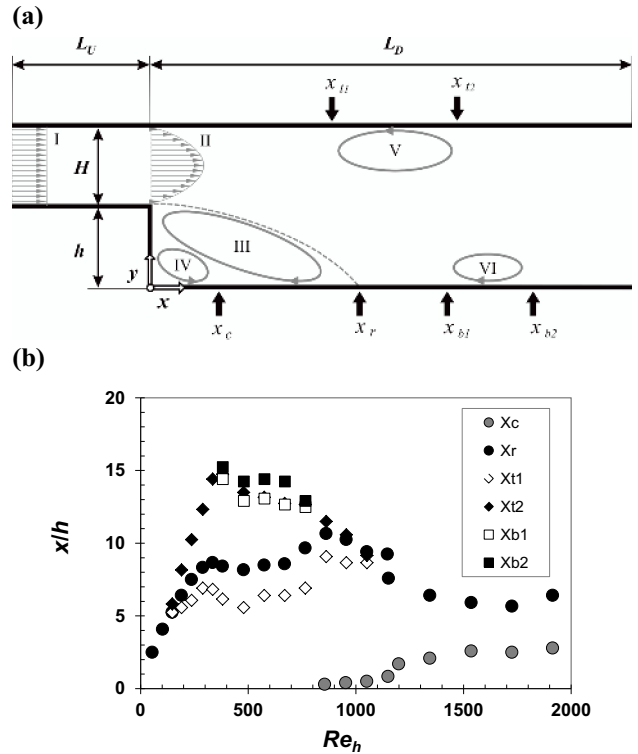 (a)
L_U
L_D
x_t1
x_t2
I
II
V
H
h
III
IV
VI
y
x
x_c
x_r
x_b1
x_b2
(b)
20
15
10
5
0
x/h
Xc
Xr
Xt1
Xt2
Xb1
Xb2
0 500 1000 1500 2000
Re_h